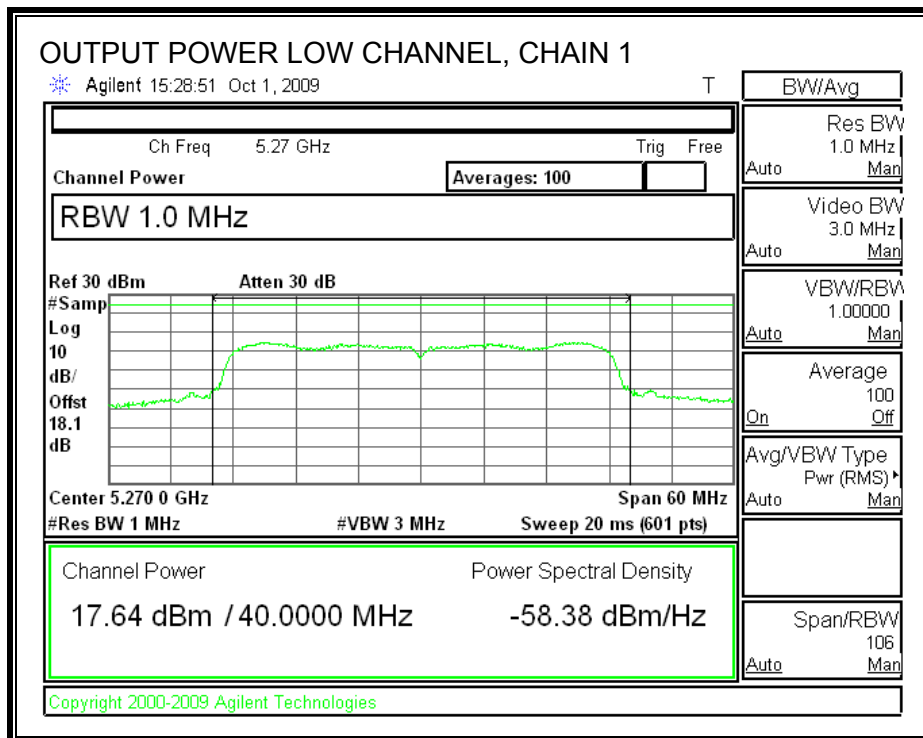 OUTPUT POWER LOW CHANNEL, CHAIN 1
Agilent 15:28:51 Oct 1, 2009 T
Ch Freq 5.27 GHz Trig Free
Channel Power Averages: 100
RBW 1.0 MHz
Ref 30 dBm Atten 30 dB
#Samp
Log
10
dB/
Offst
18.1
dB
Center 5.270 0 GHz Span 60 MHz
#Res BW 1 MHz #VBW 3 MHz Sweep 20 ms (601 pts)
Channel Power Power Spectral Density
17.64 dBm / 40.0000 MHz -58.38 dBm/Hz
Copyright 2000-2009 Agilent Technologies
BW/Avg
Res BW
1.0 MHz
Auto Man
Video BW
3.0 MHz
Auto Man
VBW/RBW
1.00000
Auto Man
Average
100
On Off
Avg/VBW Type
Pwr (RMS)
Auto Man
Span/RBW
106
Auto Man